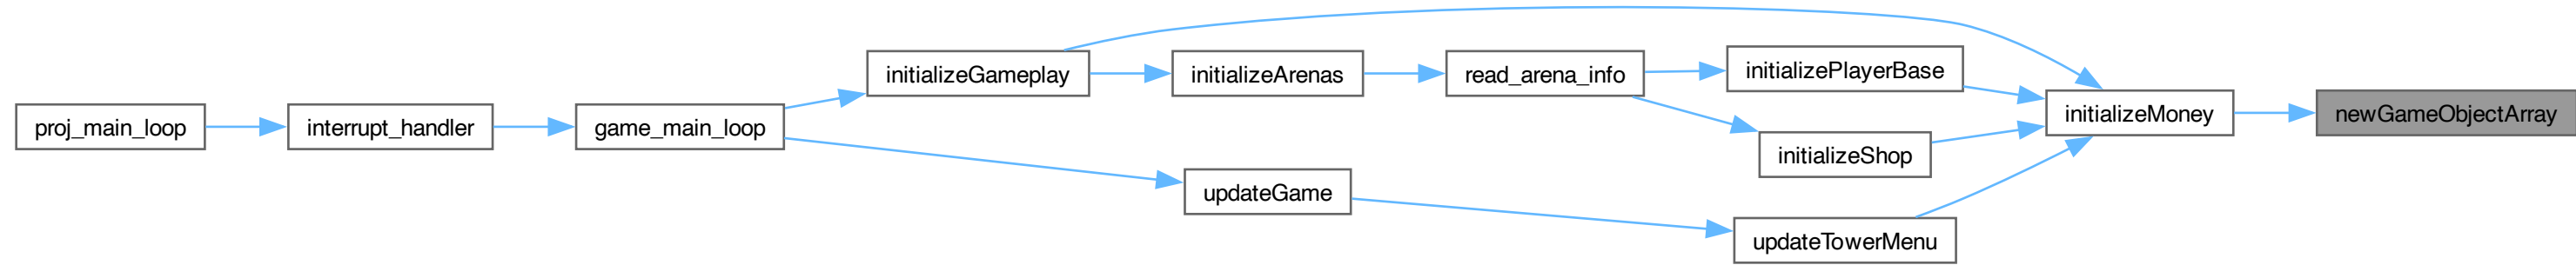 proj_main_loop
interrupt_handler
game_main_loop
initializeGameplay
updateGame
initializeArenas
read_arena_info
initializePlayerBase
initializeShop
updateTowerMenu
initializeMoney
newGameObjectArray